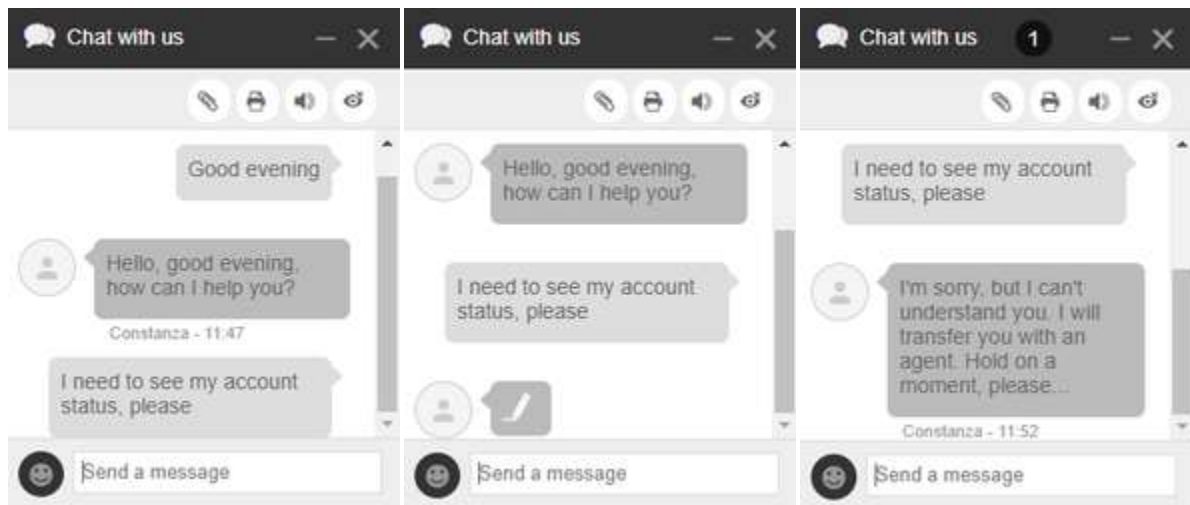 Chat with us
Good evening
Hello, good evening,
how can I help you?
Constanza - 11:47
I need to see my account
status, please
Send a message
Chat with us
Hello, good evening,
how can I help you?
I need to see my account
status, please
Send a message
Chat with us 1
I need to see my account
status, please
I'm sorry, but I can't
understand you. I will
transfer you with an
agent. Hold on a
moment, please...
Constanza - 11:52
Send a message